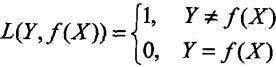 L(Y, f(X)) = { 1, Y ≠ f(X)
0, Y = f(X)